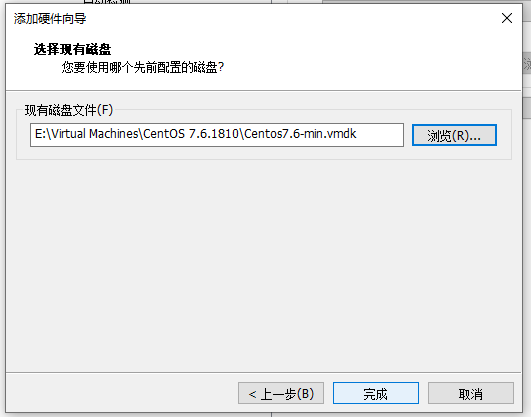 添加硬件向导
选择现有磁盘
您要使用哪个先前配置的磁盘?
现有磁盘文件(F)
E:\Virtual Machines\CentOS 7.6.1810\Centos7.6-min.vmdk
浏览(R)...
< 上一步(B)
完成
取消